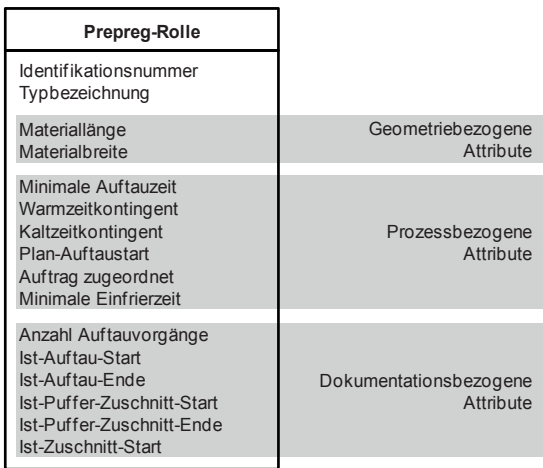 Prepreg-Rolle
Identifikationsnummer
Typbezeichnung
Materiallänge
Materialbreite
Geometriebezogene
Attribute
Minimale Auftauzeit
Warmzeitkontingent
Kaltzeitkontingent
Plan-Auftaustart
Auftrag zugeordnet
Minimale Einfrierzeit
Prozessbezogene
Attribute
Anzahl Auftauvorgänge
Ist-Auftau-Start
Ist-Auftau-Ende
Ist-Puffer-Zuschnitt-Start
Ist-Puffer-Zuschnitt-Ende
Ist-Zuschnitt-Start
Dokumentationsbezogene
Attribute